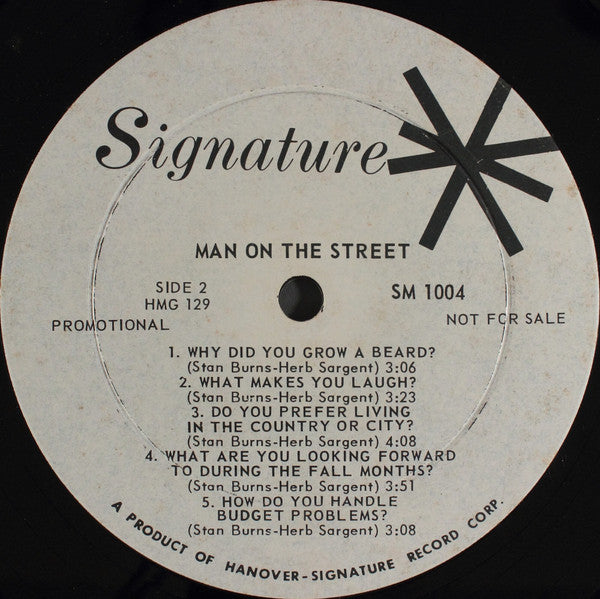 Signature
MAN ON THE STREET
SIDE 2
HMG 129
SM 1004
PROMOTIONAL
NOT FOR SALE
1. WHY DID YOU GROW A BEARD?
(Stan Burns-Herb Sargent) 3:06
2. WHAT MAKES YOU LAUGH?
(Stan Burns-Herb Sargent) 3:23
3. DO YOU PREFER LIVING
IN THE COUNTRY OR CITY?
(Stan Burns-Herb Sargent) 4:08
4. WHAT ARE YOU LOOKING FORWARD
TO DURING THE FALL MONTHS?
(Stan Burns-Herb Sargent) 3:51
5. HOW DO YOU HANDLE
BUDGET PROBLEMS?
(Stan Burns-Herb Sargent) 3:08
A PRODUCT OF HANOVER-SIGNATURE RECORD CORP.